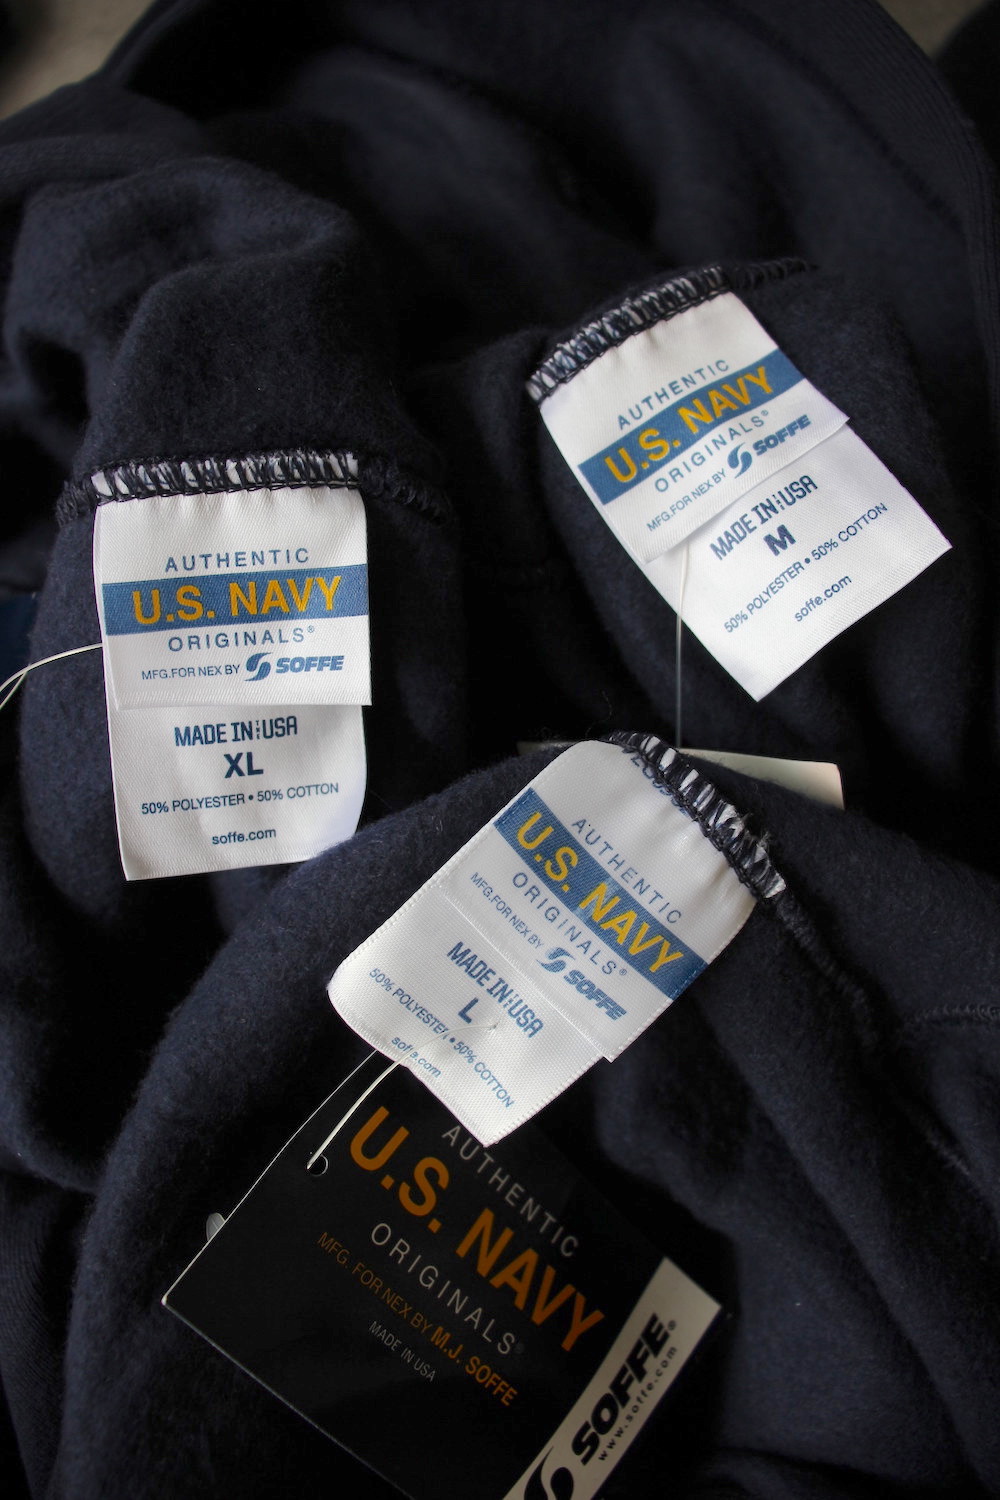 AUTHENTIC
U.S. NAVY
ORIGINALS®
MFG.FOR NEX BY SOFFE
MADE IN USA
M
50% POLYESTER • 50% COTTON
soffe.com
AUTHENTIC
U.S. NAVY
ORIGINALS®
MFG.FOR NEX BY SOFFE
MADE IN USA
XL
50% POLYESTER • 50% COTTON
soffe.com
AUTHENTIC
U.S. NAVY
ORIGINALS®
MFG.FOR NEX BY SOFFE
MADE IN USA
L
50% POLYESTER • 50% COTTON
soffe.com
AUTHENTIC
U.S. NAVY
ORIGINALS®
MFG. FOR NEX BY M.J. SOFFE
MADE IN USA
SOFFE®
www.soffe.com